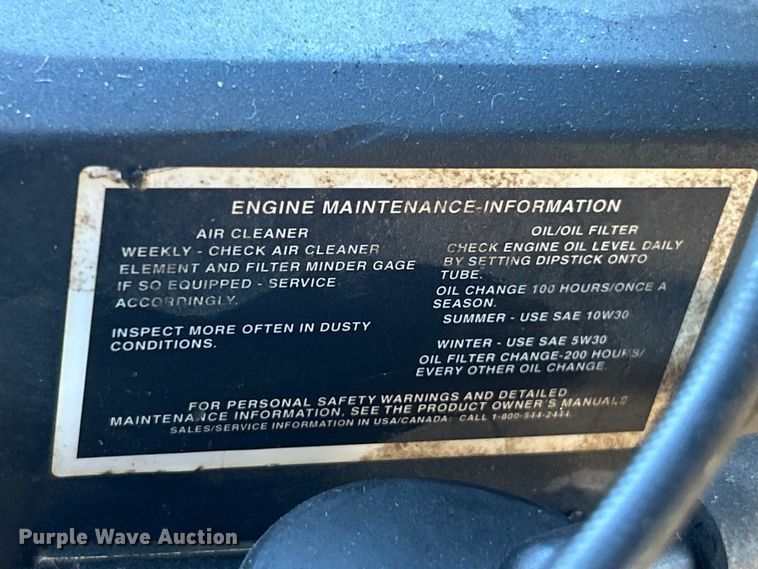 ENGINE MAINTENANCE-INFORMATION
AIR CLEANER
WEEKLY - CHECK AIR CLEANER
ELEMENT AND FILTER MINDER GAGE
IF SO EQUIPPED - SERVICE
ACCORDINGLY.
INSPECT MORE OFTEN IN DUSTY
CONDITIONS.
OIL/OIL FILTER
CHECK ENGINE OIL LEVEL DAILY
BY SETTING DIPSTICK ONTO
TUBE.
OIL CHANGE 100 HOURS/ONCE A
SEASON.
SUMMER - USE SAE 10W30
WINTER - USE SAE 5W30
OIL FILTER CHANGE-200 HOURS/
EVERY OTHER OIL CHANGE.
FOR PERSONAL SAFETY WARNINGS AND DETAILED
MAINTENANCE INFORMATION, SEE THE PRODUCT OWNER'S MANUALS
SALES/SERVICE INFORMATION IN USA/CANADA: CALL 1-800-544-2444.
Purple Wave Auction